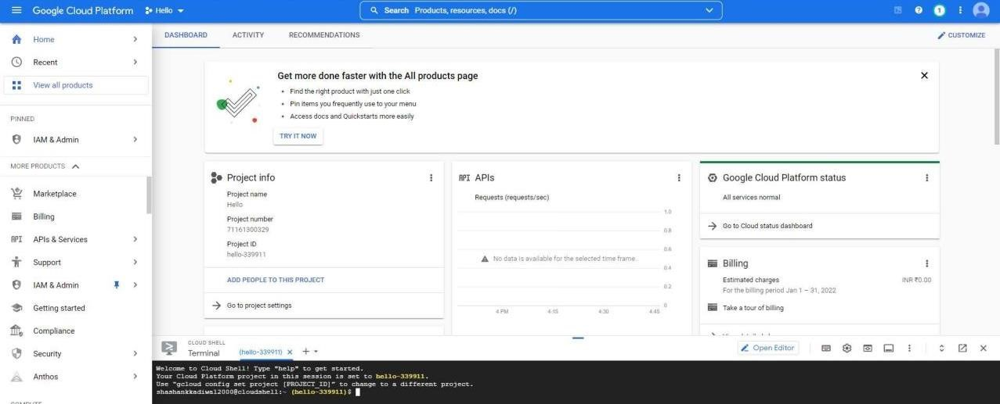 Google Cloud Platform
Hello
Search Products, resources, docs (/)
1
Home
Recent
View all products
PINNED
IAM & Admin
MORE PRODUCTS
Marketplace
Billing
API APIs & Services
Support
IAM & Admin
Getting started
Compliance
Security
Anthos
DASHBOARD ACTIVITY RECOMMENDATIONS
CUSTOMIZE
Get more done faster with the All products page
• Find the right product with just one click
• Pin items you frequently use to your menu
• Access docs and Quickstarts more easily
TRY IT NOW
Project info
Project name
Hello
Project number
71161300329
Project ID
hello-339911
ADD PEOPLE TO THIS PROJECT
Go to project settings
API APIs
Requests (requests/sec)
1.0
0.8
0.6
No data is available for the selected time frame.
0.4
0.2
0
4 PM 4:15 4:30 4:45
Google Cloud Platform status
All services normal
Go to Cloud status dashboard
Billing
Estimated charges INR ₹0.00
For the billing period Jan 1 – 31, 2022
Take a tour of billing
CLOUD SHELL
Terminal
(hello-339911)
Open Editor
Welcome to Cloud Shell! Type "help" to get started.
Your Cloud Platform project in this session is set to hello-339911.
Use "gcloud config set project [PROJECT_ID]" to change to a different project.
shashankkadiwal2000@cloudshell:~ (hello-339911)$